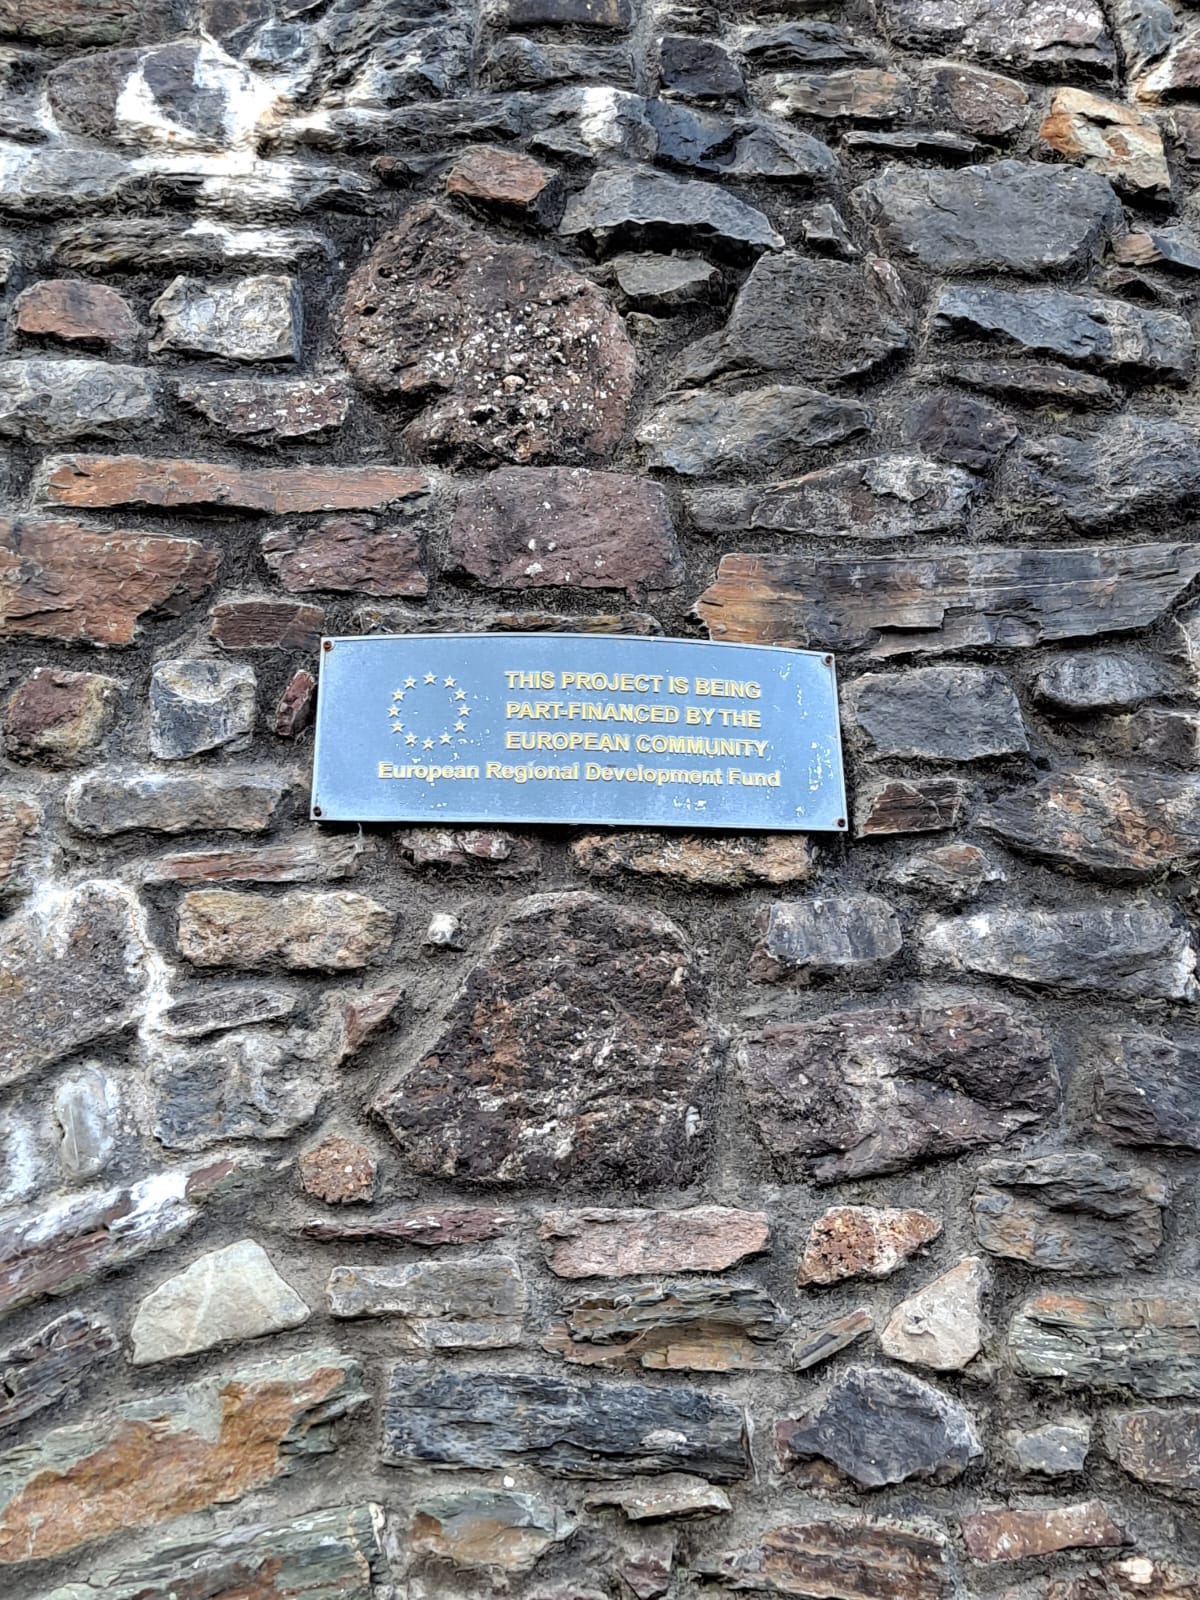 THIS PROJECT IS BEING
PART-FINANCED BY THE
EUROPEAN COMMUNITY
European Regional Development Fund